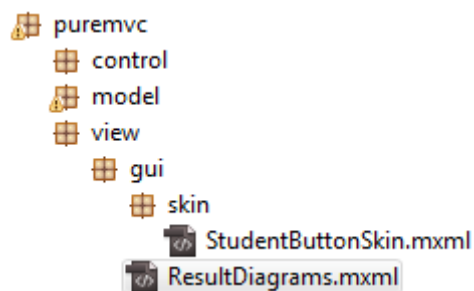 puremvc
control
model
view
gui
skin
StudentButtonSkin.mxml
ResultDiagrams.mxml